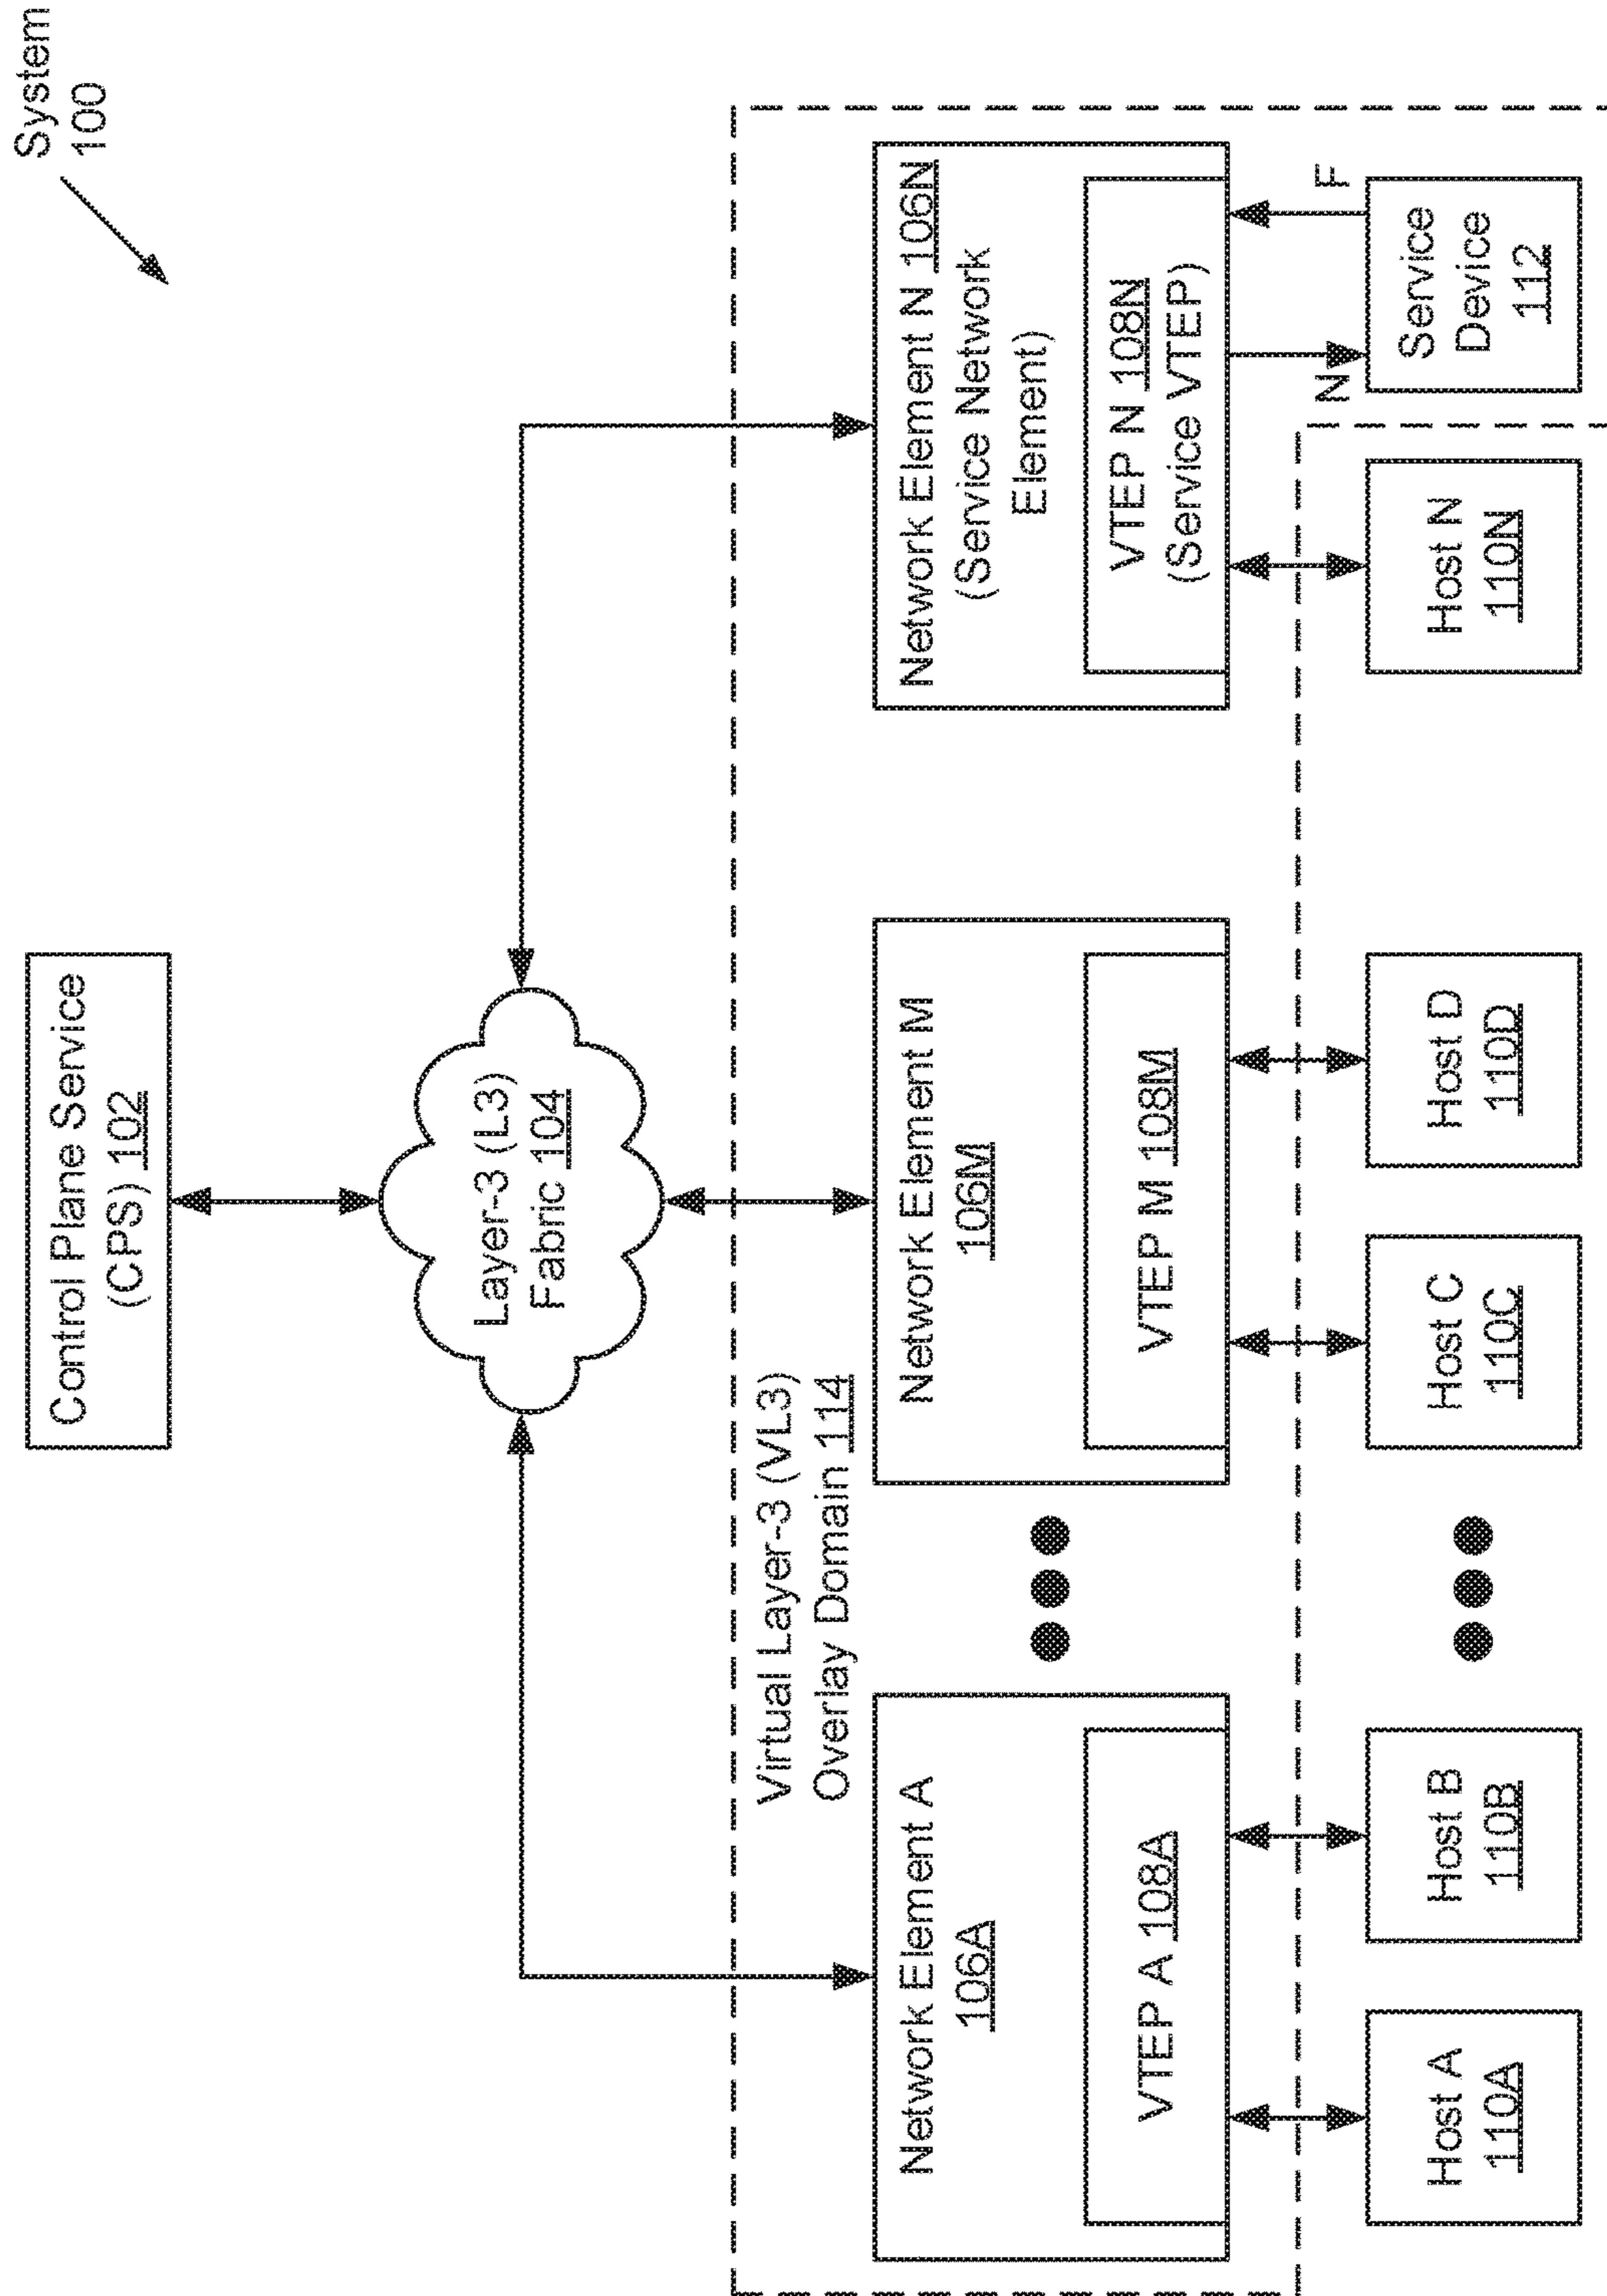 System
100
Control Plane Service
(CPS) 102
Layer-3 (L3)
Fabric 104
Virtual Layer-3 (VL3)
Overlay Domain 114
Network Element A
106A
VTEP A 108A
Network Element M
106M
VTEP M 108M
Network Element N 106N
(Service Network
Element)
VTEP N 108N
(Service VTEP)
N
F
Host A
110A
Host B
110B
Host C
110C
Host D
110D
Host N
110N
Service
Device
112